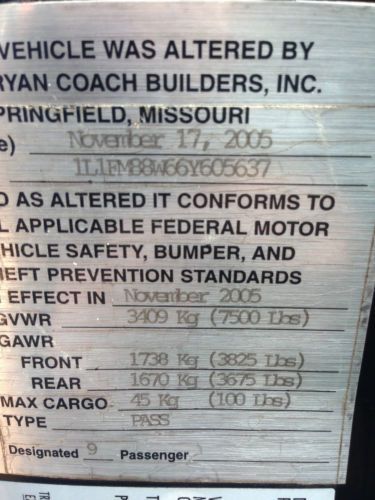 VEHICLE WAS ALTERED BY
RYAN COACH BUILDERS, INC.
PRINGFIELD, MISSOURI
e) November 17, 2005
1L1FM88W66Y605637
D AS ALTERED IT CONFORMS TO
L APPLICABLE FEDERAL MOTOR
HICLE SAFETY, BUMPER, AND
HEFT PREVENTION STANDARDS
EFFECT IN November 2005
GVWR 3409 Kg (7500 Lbs)
GAWR
FRONT 1738 Kg (3825 Lbs)
REAR 1670 Kg (3675 Lbs)
MAX CARGO 45 Kg (100 Lbs)
TYPE PASS
Designated 9 Passenger